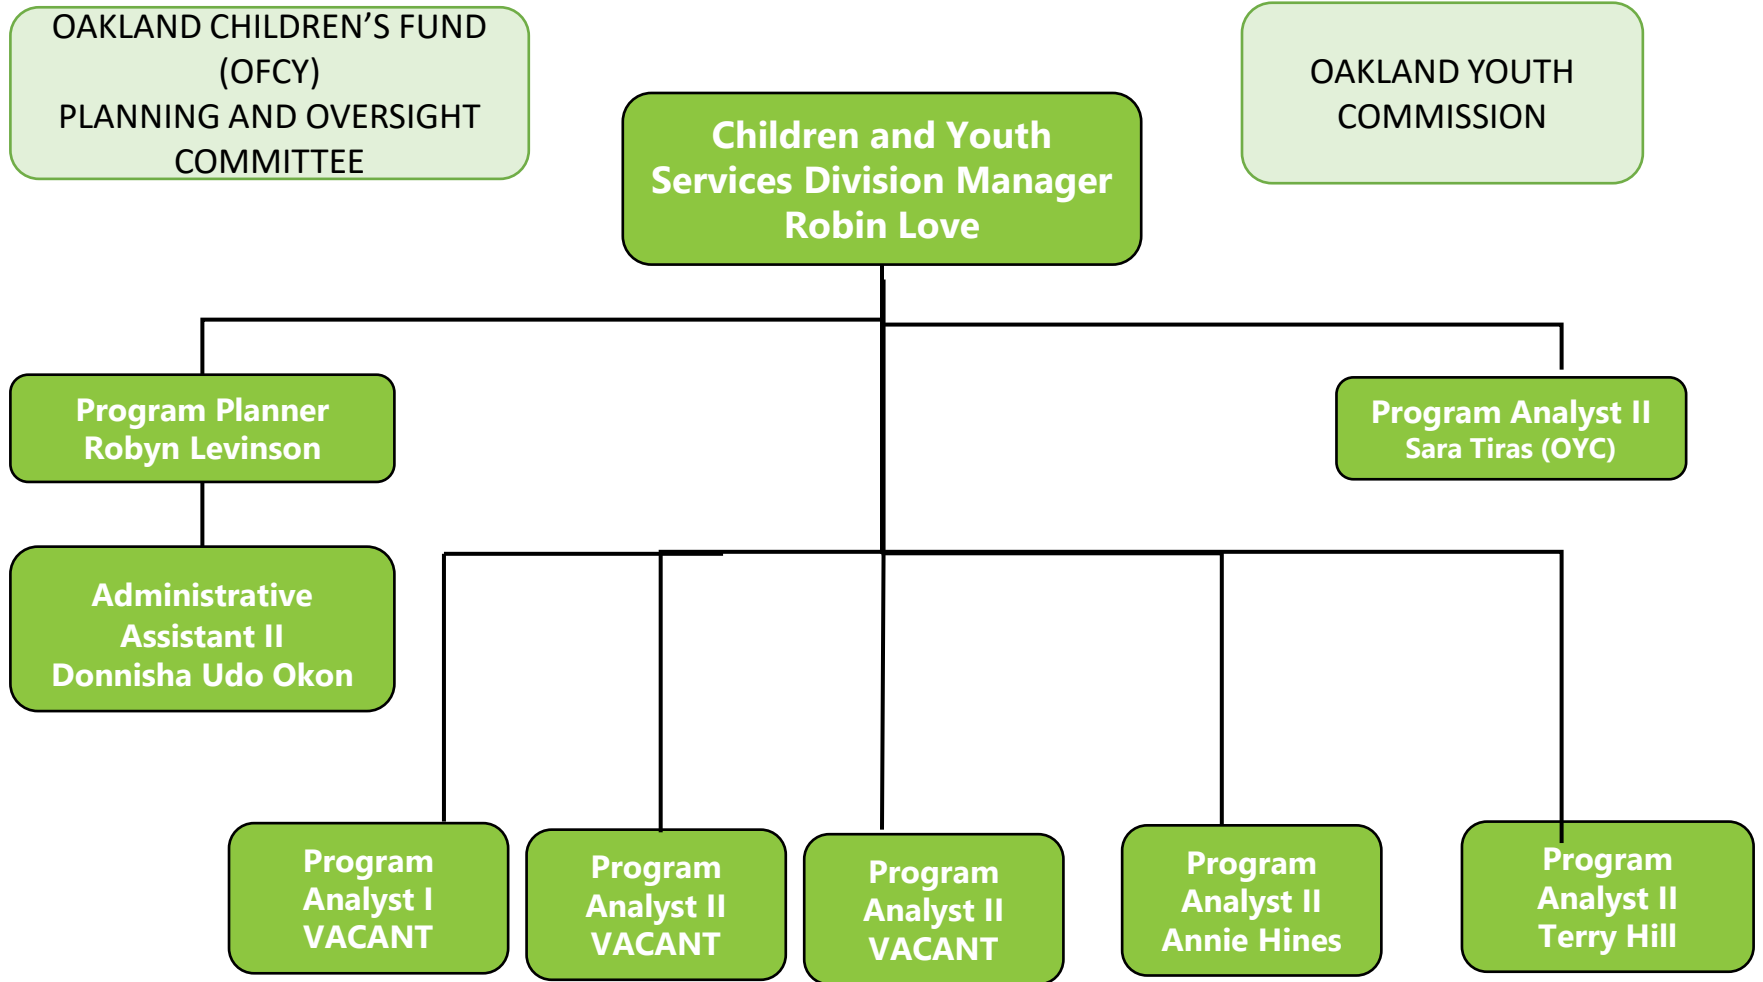 OAKLAND CHILDREN’S FUND
(OFCY)
PLANNING AND OVERSIGHT
COMMITTEE
Children and Youth
Services Division Manager
Robin Love
OAKLAND YOUTH
COMMISSION
Program Planner
Robyn Levinson
Program Analyst II
Sara Tiras (OYC)
Administrative
Assistant II
Donnisha Udo Okon
Program
Analyst I
VACANT
Program
Analyst II
VACANT
Program
Analyst II
VACANT
Program
Analyst II
Annie Hines
Program
Analyst II
Terry Hill